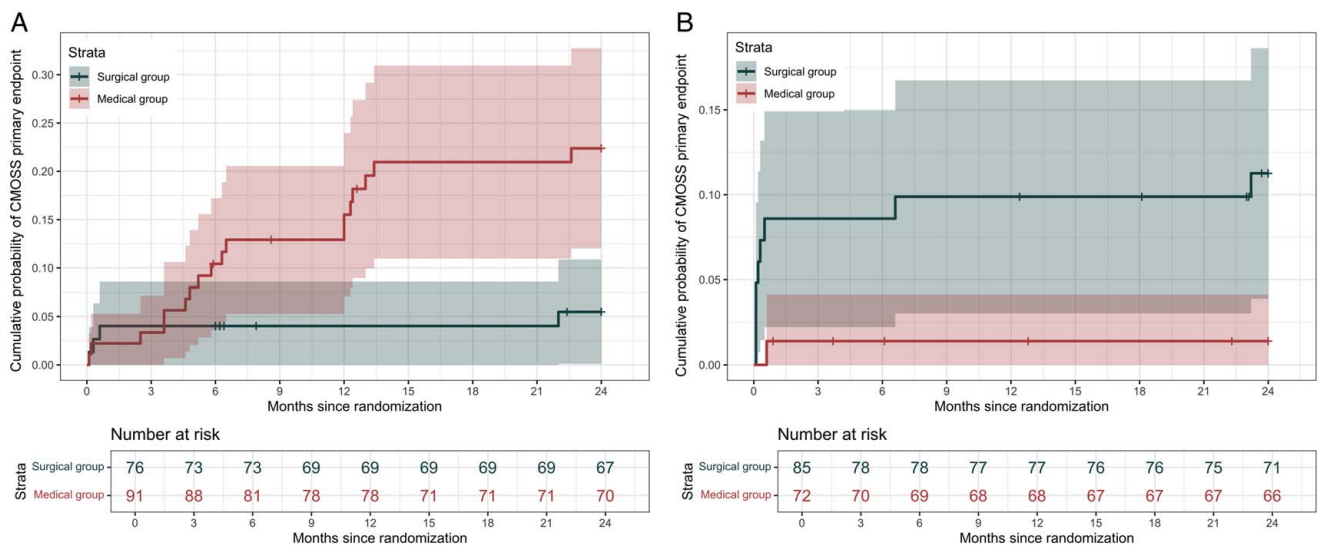 A
Strata
Surgical group
Medical group
Cumulative probability of CMOSS primary endpoint
0.30
0.25
0.20
0.15
0.10
0.05
0.00
0 3 6 9 12 15 18 21 24
Months since randomization
Number at risk
Strata
Surgical group 76 73 73 69 69 69 69 69 67
Medical group 91 88 81 78 78 71 71 71 70
0 3 6 9 12 15 18 21 24
Months since randomization
B
Strata
Surgical group
Medical group
Cumulative probability of CMOSS primary endpoint
0.15
0.10
0.05
0.00
0 3 6 9 12 15 18 21 24
Months since randomization
Number at risk
Strata
Surgical group 85 78 78 77 77 76 76 75 71
Medical group 72 70 69 68 68 67 67 67 66
0 3 6 9 12 15 18 21 24
Months since randomization